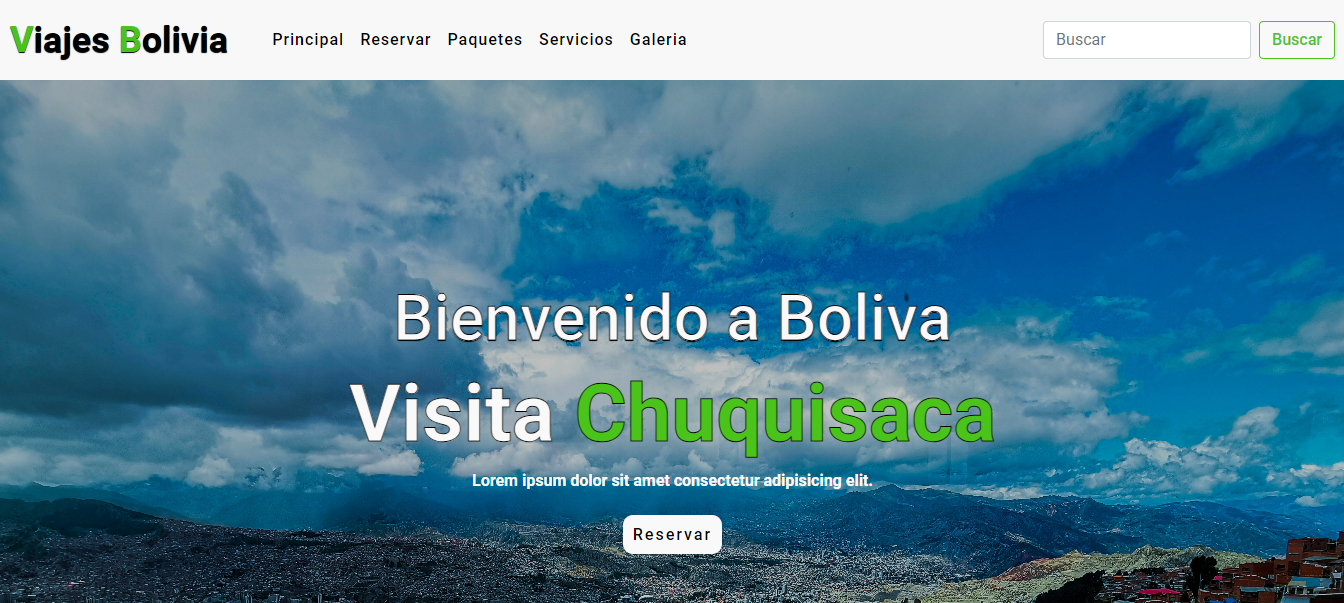 Viajes Bolivia
Principal Reservar Paquetes Servicios Galeria
Buscar Buscar
Bienvenido a Boliva
Visita Chuquisaca
Lorem ipsum dolor sit amet consectetur adipisicing elit.
Reservar